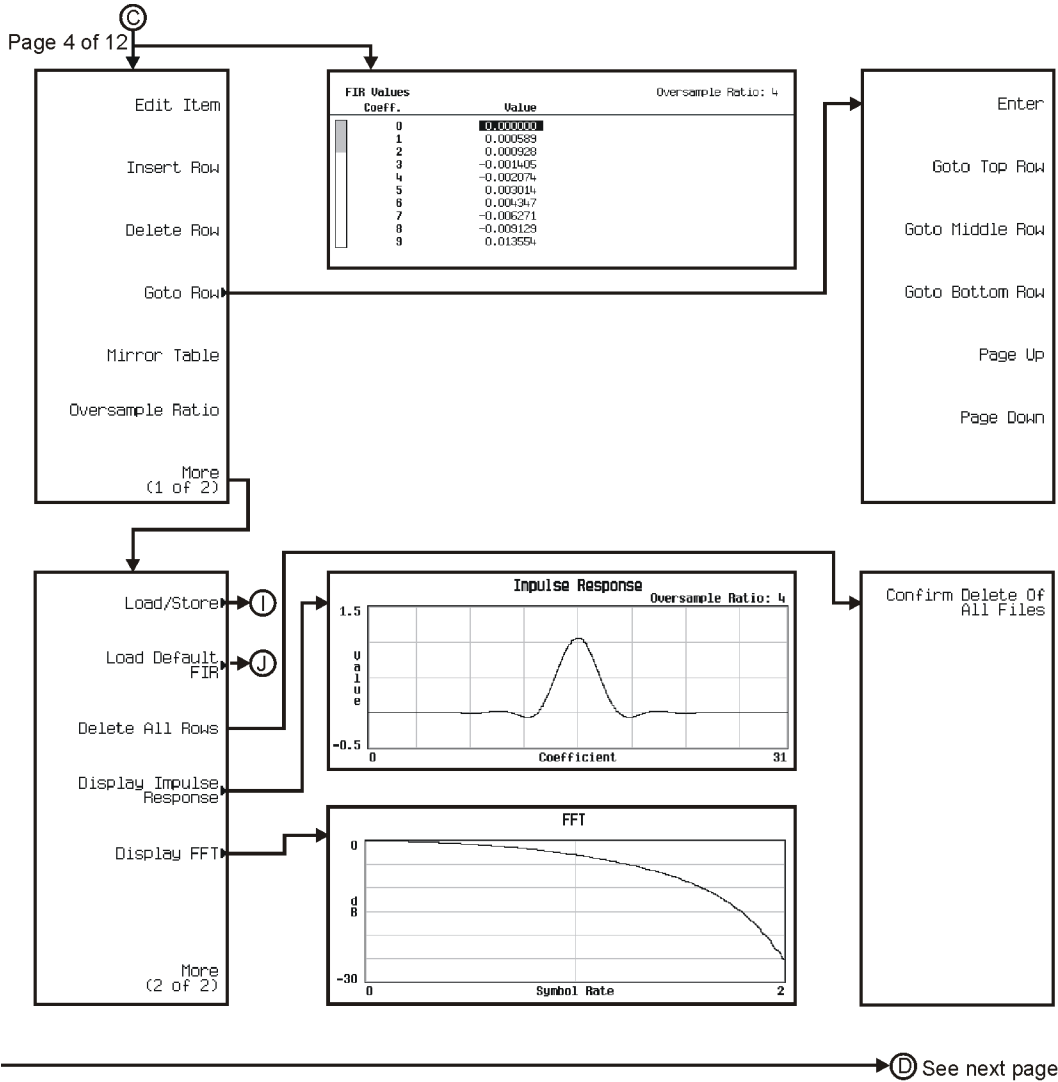 C
Page 4 of 12
Edit Item
Insert Row
Delete Row
Goto Row
Mirror Table
Oversample Ratio
More
(1 of 2)
FIR Values
Oversample Ratio: 4
Coeff. Value
0 0.000000
1 0.000589
2 0.000928
3 -0.001405
4 -0.002074
5 0.003014
6 0.004347
7 -0.006271
8 -0.009129
9 0.013554
Enter
Goto Top Row
Goto Middle Row
Goto Bottom Row
Page Up
Page Down
Load/Store
I
Load Default
FIR
J
Delete All Rows
Display Impulse
Response
Display FFT
More
(2 of 2)
Impulse Response
Oversample Ratio: 4
1.5
Value
-0.5
0 Coefficient 31
FFT
0
dB
-30
0 Symbol Rate 2
Confirm Delete Of
All Files
D See next page